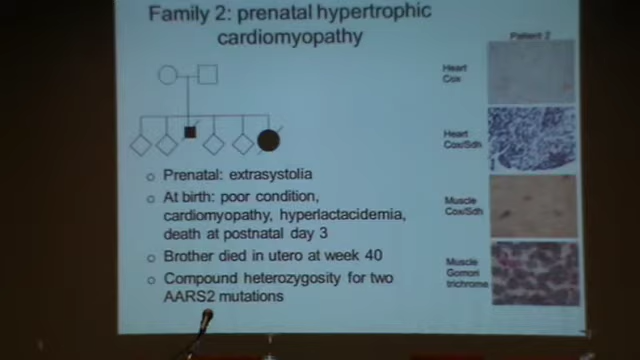 Family 2: prenatal hypertrophic
cardiomyopathy
Patient 2
Heart
Cox
Heart
Cox/Sdh
Muscle
Cox/Sdh
Muscle
Gomori
trichrome
Prenatal: extrasystolia
At birth: poor condition,
cardiomyopathy, hyperlactacidemia,
death at postnatal day 3
Brother died in utero at week 40
Compound heterozygosity for two
AARS2 mutations